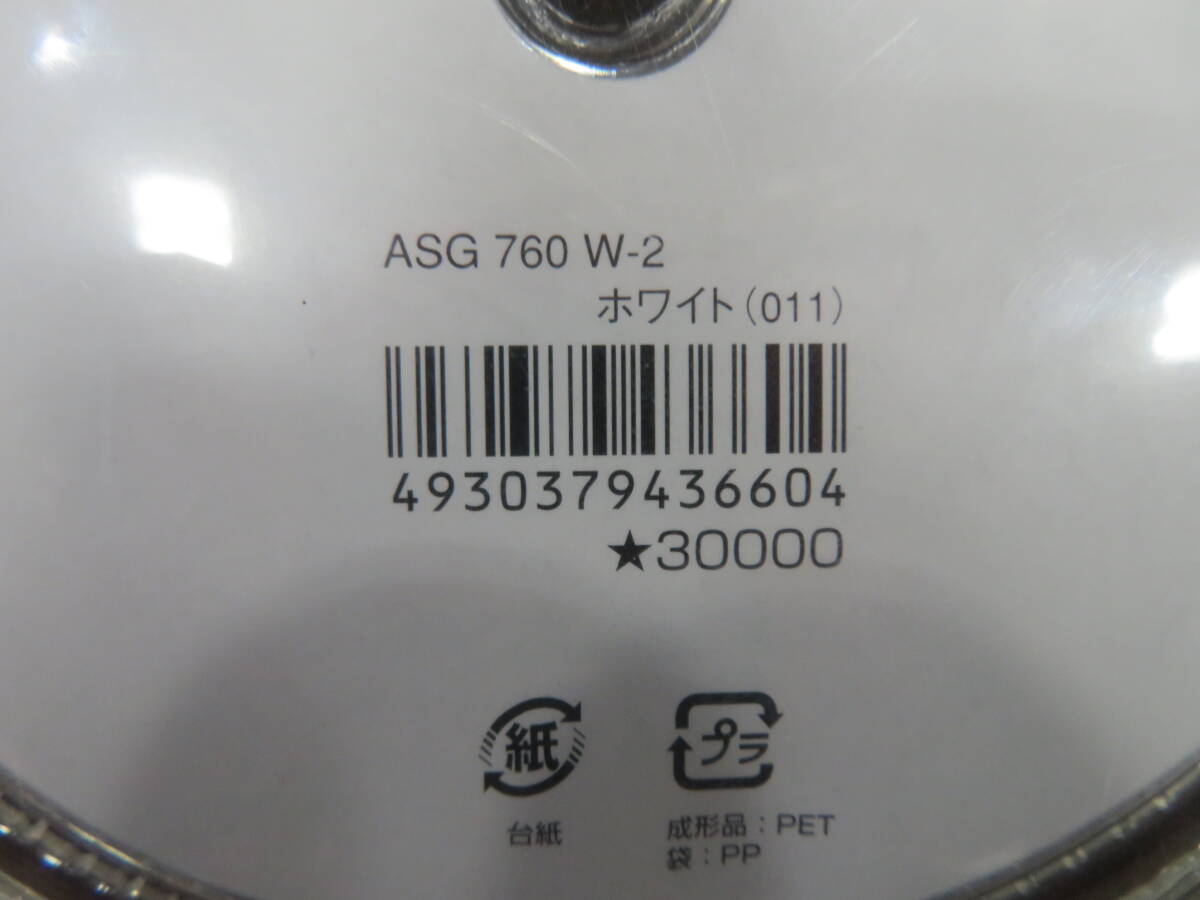 ASG 760 W-2
ホワイト(011)
4930379436604
★30000
紙 プラ
台紙
成形品：PET
袋：PP